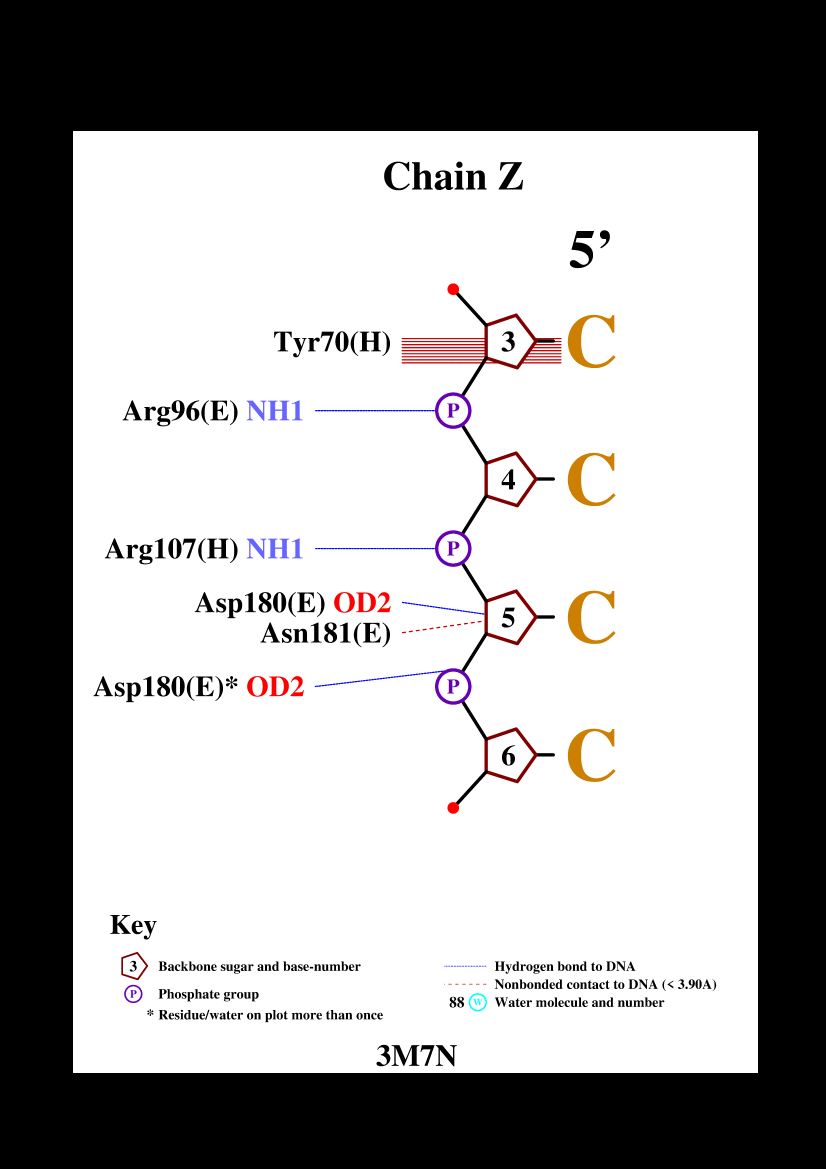 Chain Z
5’
Tyr70(H) 3 C
Arg96(E) NH1 P
4 C
Arg107(H) NH1 P
Asp180(E) OD2
5 C
Asn181(E)
Asp180(E)* OD2 P
6 C
Key
3 Backbone sugar and base-number
P Phosphate group
* Residue/water on plot more than once
Hydrogen bond to DNA
Nonbonded contact to DNA (< 3.90A)
88 W Water molecule and number
3M7N